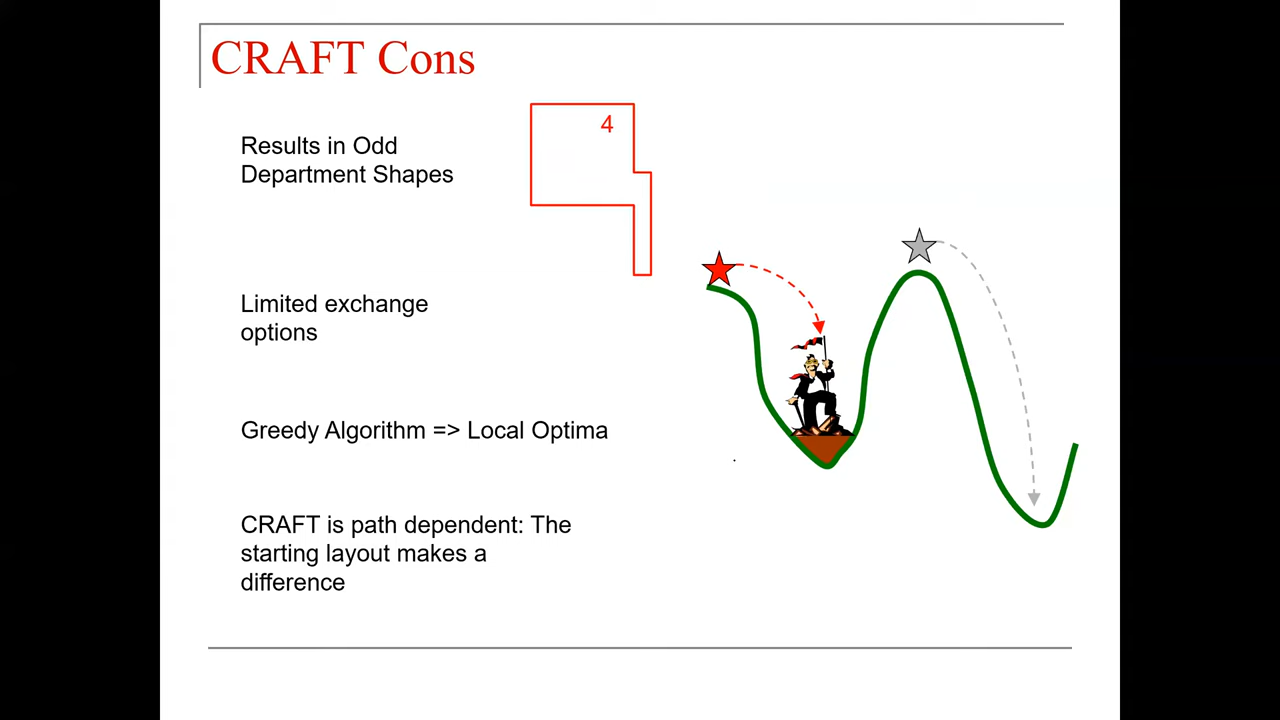 CRAFT Cons
4
Results in Odd
Department Shapes
Limited exchange
options
Greedy Algorithm => Local Optima
CRAFT is path dependent: The
starting layout makes a
difference